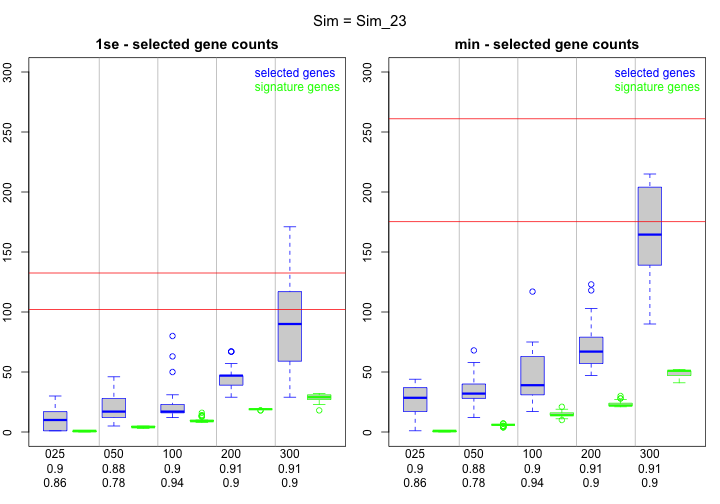 Sim = Sim_23
1se - selected gene counts
selected genes
signature genes
300
250
200
150
100
50
0
025 050 100 200 300
0.9 0.88 0.9 0.91 0.91
0.86 0.78 0.94 0.9 0.9
min - selected gene counts
selected genes
signature genes
300
250
200
150
100
50
0
025 050 100 200 300
0.9 0.88 0.9 0.91 0.91
0.86 0.78 0.94 0.9 0.9